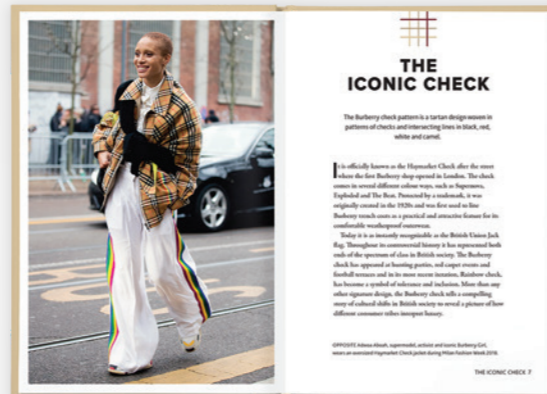 THE
ICONIC CHECK
The Burberry check pattern is a tartan design woven in
patterns of checks and intersecting lines in black, red,
white and camel.
It is officially known as the Haymarket Check after the street
where the first Burberry shop opened in London. The check
comes in several different colour ways, such as Supernova,
Exploded and The Beat. Protected by a trademark, it was
originally created in the 1920s and was first used to line
Burberry trench coats as a practical and attractive feature for its
comfortable weatherproof outerwear.
Today it is as instantly recognizable as the British Union Jack
flag. Throughout its controversial history it has represented both
ends of the spectrum of class in British society. The Burberry
check has appeared at hunting parties, red carpet events and
football terraces and in its more recent iteration, Rainbow check,
has become a symbol of tolerance and inclusion. More than any
other signature design, the Burberry check tells a compelling
story of cultural shifts in British society to reveal a picture of how
different consumer tribes interpret luxury.
OPPOSITE Adwoa Aboah, supermodel, activist and iconic Burberry Girl,
wears an oversized Haymarket Check jacket during Milan Fashion Week 2018.
THE ICONIC CHECK 7